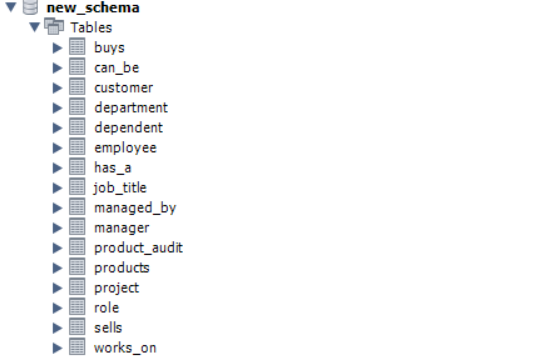 new_schema
Tables
buys
can_be
customer
department
dependent
employee
has_a
job_title
managed_by
manager
product_audit
products
project
role
sells
works_on